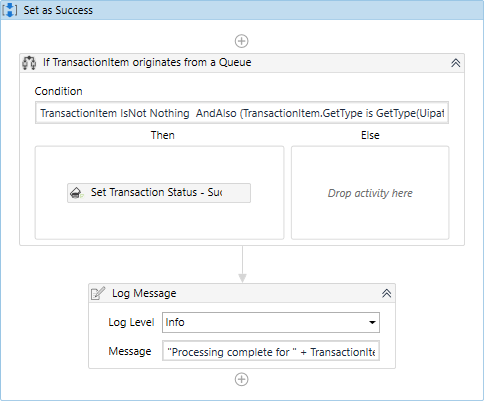 Set as Success
If TransactionItem originates from a Queue
Condition
TransactionItem IsNot Nothing AndAlso (TransactionItem.GetType is GetType(Uipat
Then
Else
Set Transaction Status - Suc
Drop activity here
Log Message
Log Level
Info
Message
"Processing complete for " + TransactionIte